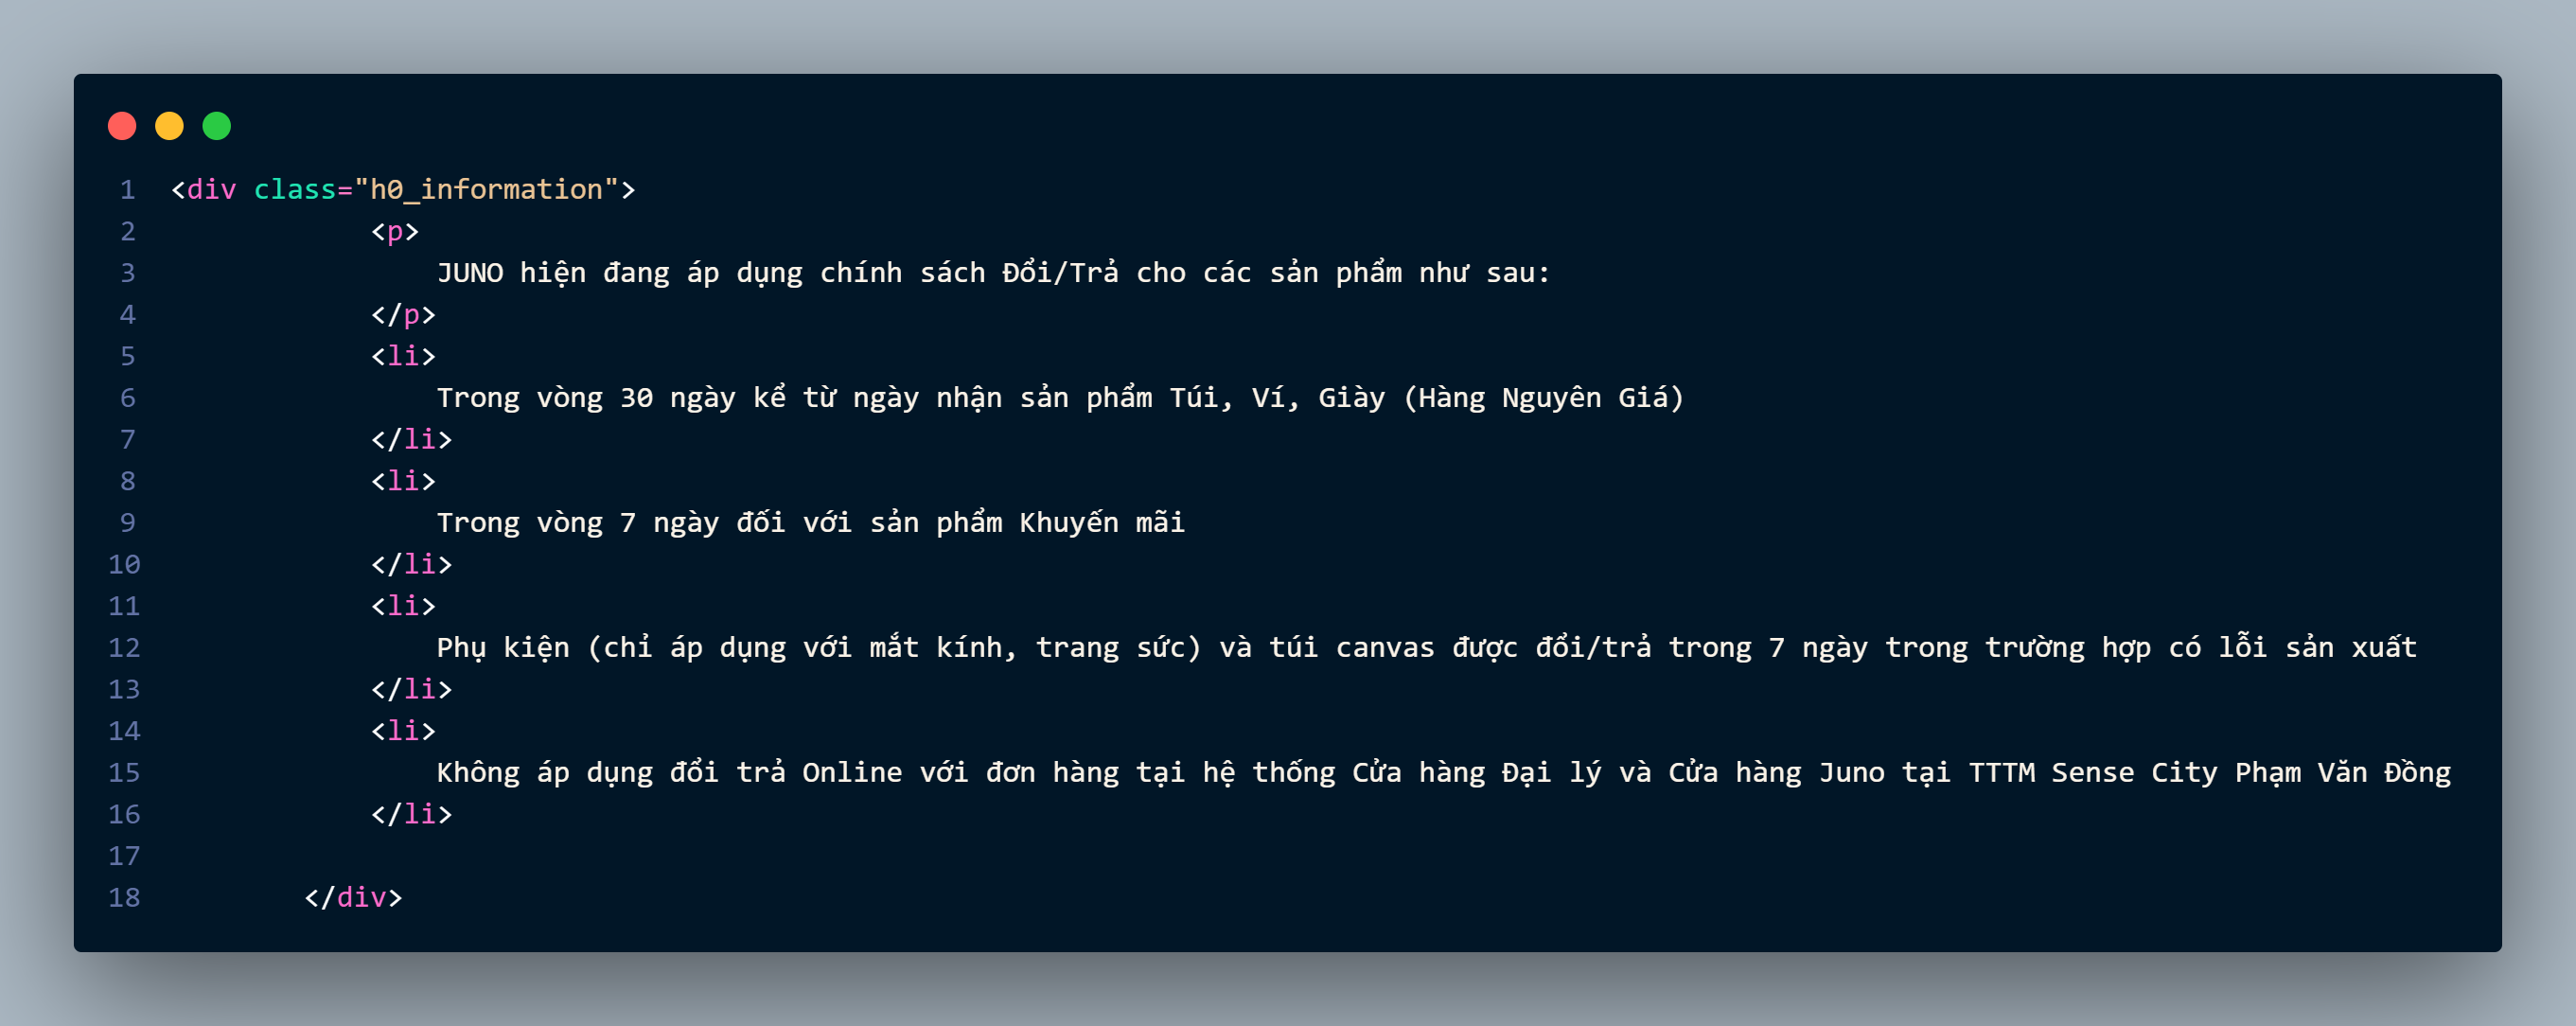 1 <div class="h0_information">
2 <p>
3 JUNO hiện đang áp dụng chính sách Đổi/Trả cho các sản phẩm như sau:
4 </p>
5 <li>
6 Trong vòng 30 ngày kể từ ngày nhận sản phẩm Túi, Ví, Giày (Hàng Nguyên Giá)
7 </li>
8 <li>
9 Trong vòng 7 ngày đối với sản phẩm Khuyến mãi
10 </li>
11 <li>
12 Phụ kiện (chỉ áp dụng với mắt kính, trang sức) và túi canvas được đổi/trả trong 7 ngày trong trường hợp có lỗi sản xuất
13 </li>
14 <li>
15 Không áp dụng đổi trả Online với đơn hàng tại hệ thống Cửa hàng Đại lý và Cửa hàng Juno tại TTTM Sense City Phạm Văn Đồng
16 </li>
17
18 </div>